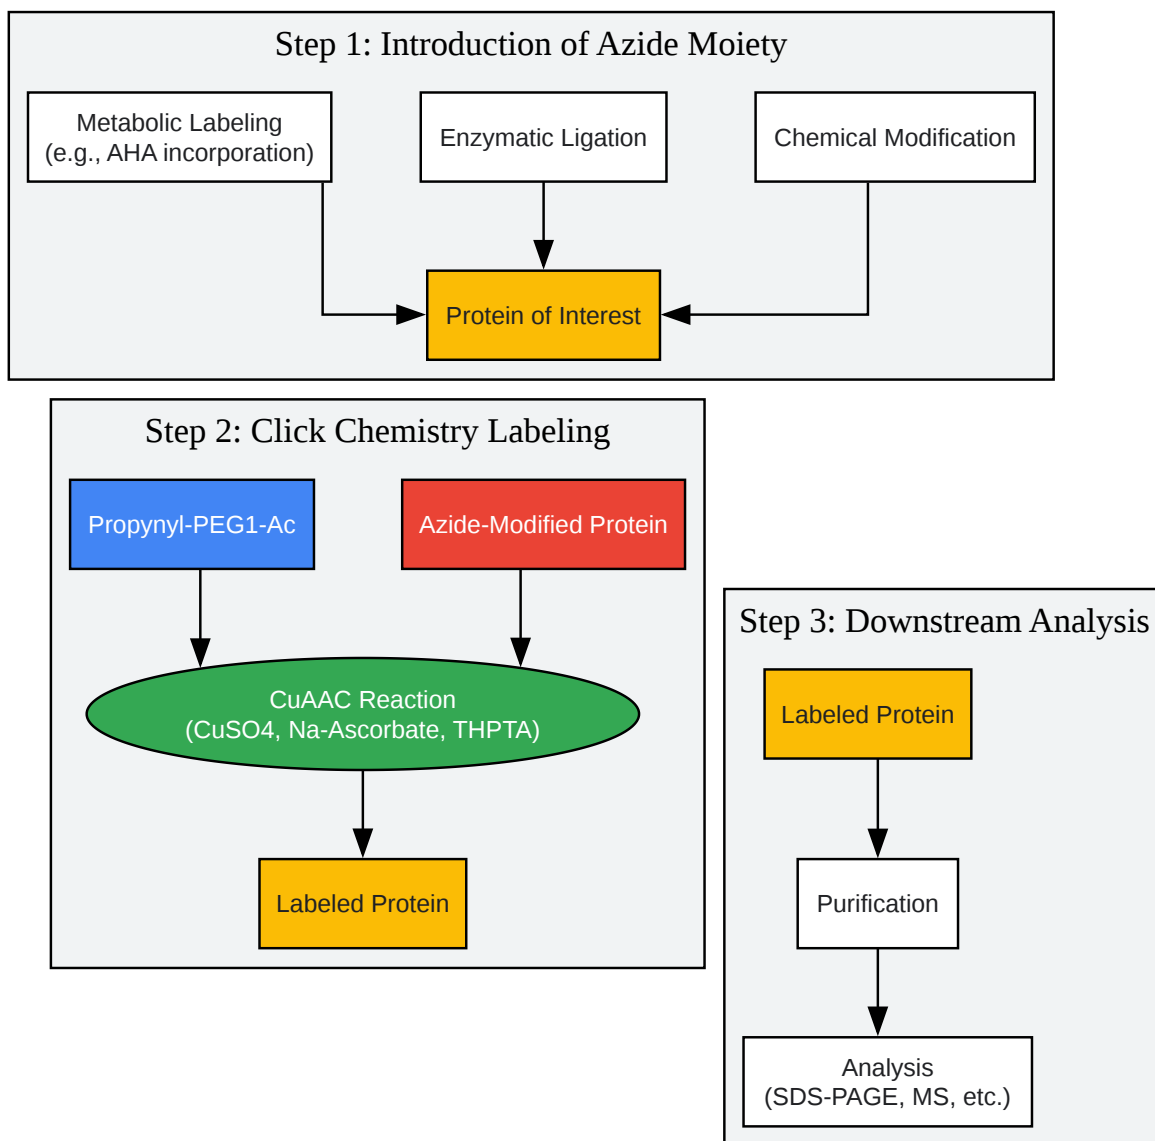 Step 1: Introduction of Azide Moiety
Metabolic Labeling
(e.g., AHA incorporation)
Enzymatic Ligation
Chemical Modification
Protein of Interest
Step 2: Click Chemistry Labeling
Propynyl-PEG1-Ac
Azide-Modified Protein
CuAAC Reaction
(CuSO4, Na-Ascorbate, THPTA)
Labeled Protein
Step 3: Downstream Analysis
Labeled Protein
Purification
Analysis
(SDS-PAGE, MS, etc.)